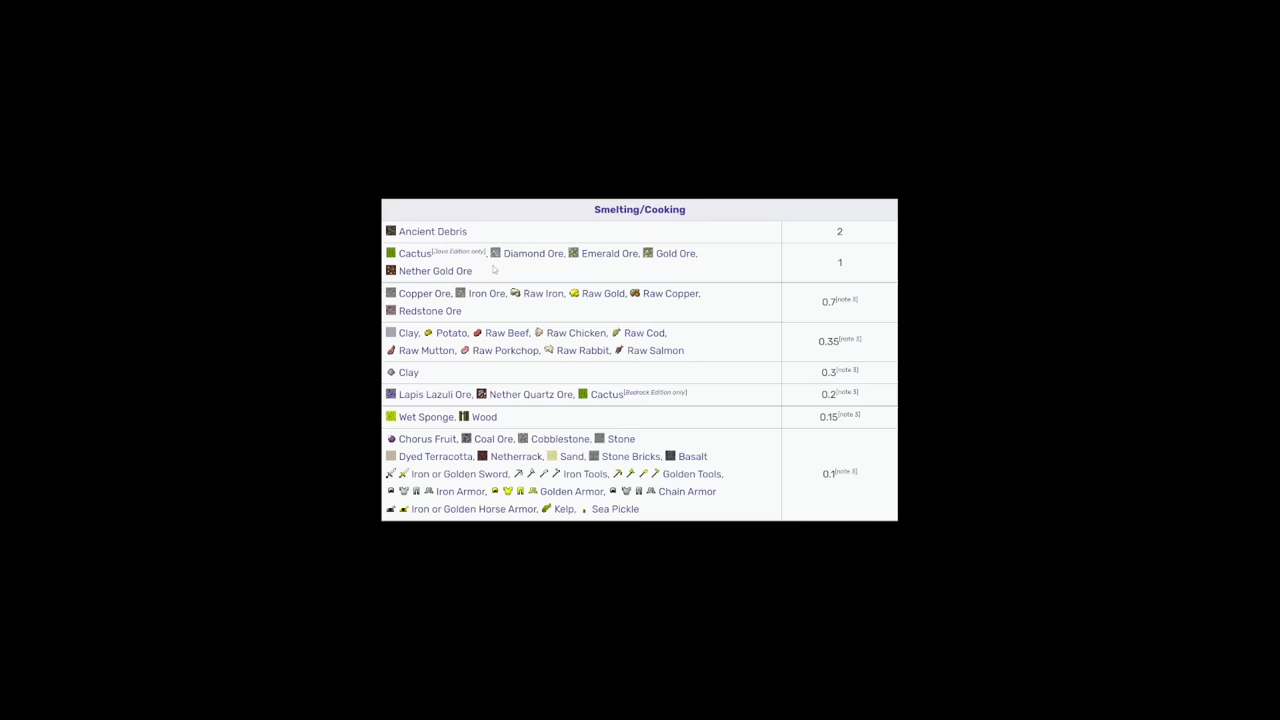 Smelting/Cooking
Ancient Debris 2
Cactus[Java Edition only], Diamond Ore, Emerald Ore, Gold Ore,
Nether Gold Ore
1
Copper Ore, Iron Ore, Raw Iron, Raw Gold, Raw Copper,
Redstone Ore
0.7[note 3]
Clay, Potato, Raw Beef, Raw Chicken, Raw Cod,
Raw Mutton, Raw Porkchop, Raw Rabbit, Raw Salmon
0.35[note 3]
Clay 0.3[note 3]
Lapis Lazuli Ore, Nether Quartz Ore, Cactus[Bedrock Edition only] 0.2[note 3]
Wet Sponge, Wood 0.15[note 3]
Chorus Fruit, Coal Ore, Cobblestone, Stone
Dyed Terracotta, Netherrack, Sand, Stone Bricks, Basalt
Iron or Golden Sword, Iron Tools, Golden Tools,
Iron Armor, Golden Armor, Chain Armor
Iron or Golden Horse Armor, Kelp, Sea Pickle
0.1[note 3]